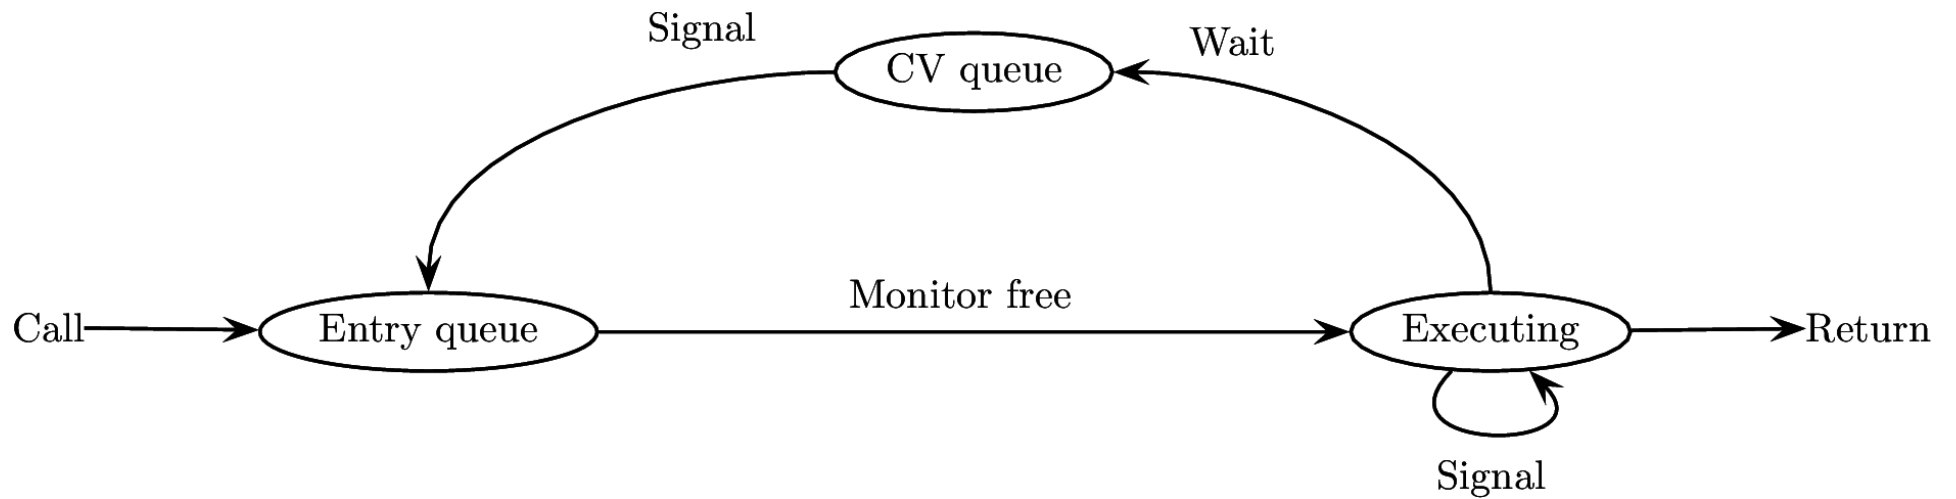 Signal
CV queue
Wait
Monitor free
Call
Entry queue
Executing
Return
Signal